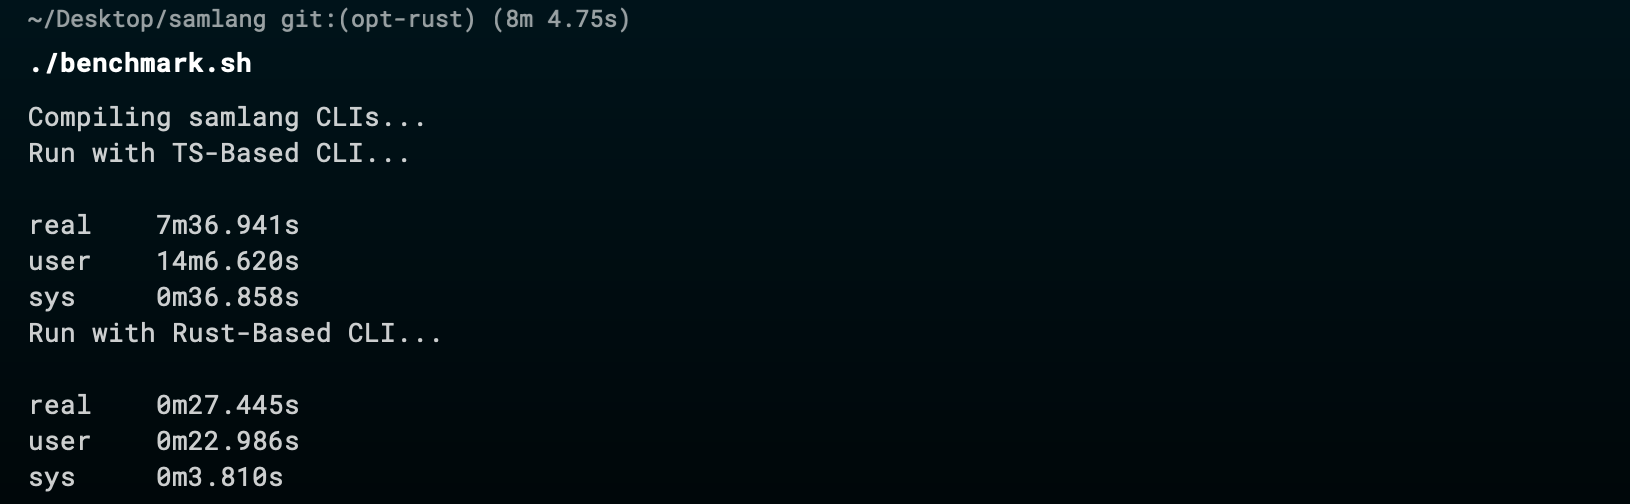 ~/Desktop/samlang git:(opt-rust) (8m 4.75s)
./benchmark.sh
Compiling samlang CLIs...
Run with TS-Based CLI...
real    7m36.941s
user    14m6.620s
sys     0m36.858s
Run with Rust-Based CLI...
real    0m27.445s
user    0m22.986s
sys     0m3.810s